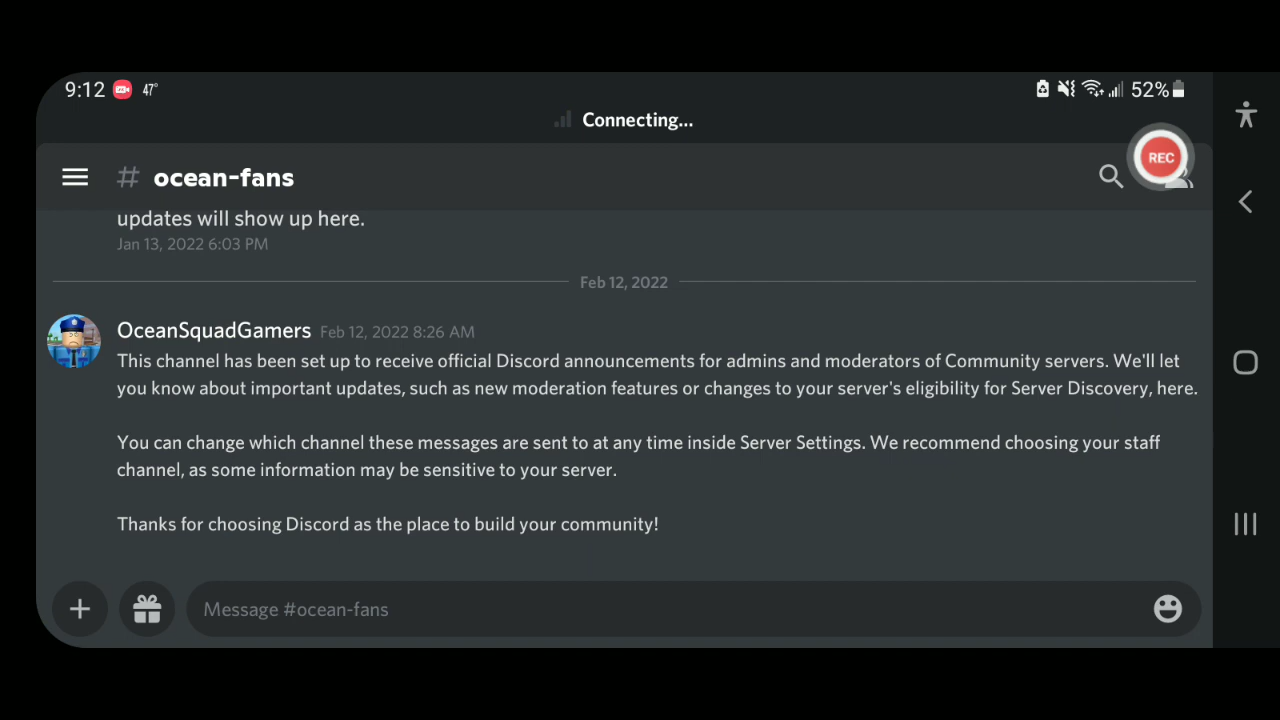 9:12 47° 52%
Connecting...
# ocean-fans
REC
updates will show up here.
Jan 13, 2022 6:03 PM
Feb 12, 2022
OceanSquadGamers Feb 12, 2022 8:26 AM
This channel has been set up to receive official Discord announcements for admins and moderators of Community servers. We'll let
you know about important updates, such as new moderation features or changes to your server's eligibility for Server Discovery, here.
You can change which channel these messages are sent to at any time inside Server Settings. We recommend choosing your staff
channel, as some information may be sensitive to your server.
Thanks for choosing Discord as the place to build your community!
Message #ocean-fans